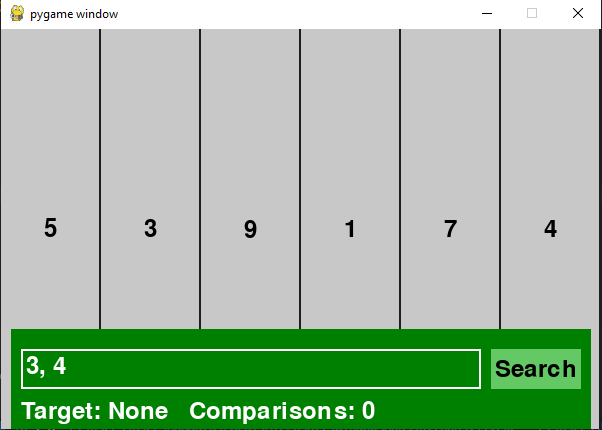 pygame window
5 3 9 1 7 4
3, 4
Search
Target: None Comparisons: 0